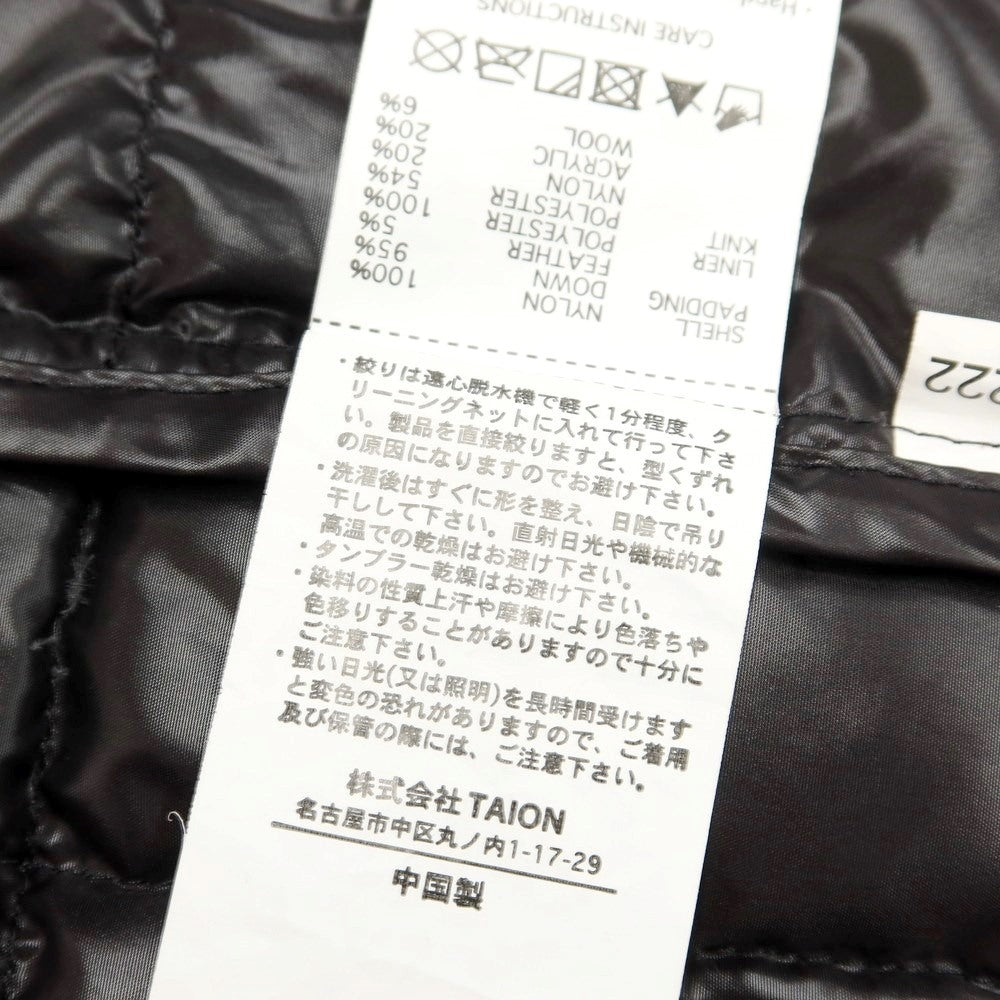 SHELL NYLON 100%
PADDING DOWN 95%
FEATHER 5%
LINER POLYESTER 100%
KNIT POLYESTER 54%
NYLON 20%
ACRYLIC 20%
WOOL 6%
CARE INSTRUCTIONS
・Hand
・絞りは遠心脱水機で軽く1分程度、ク
リーニングネットに入れて行って下さ
い。製品を直接絞りますと、型くずれ
の原因になりますのでお避け下さい。
・洗濯後はすぐに形を整え、日陰で吊り
干しして下さい。直射日光や機械的な
高温での乾燥はお避け下さい。
・タンブラー乾燥はお避け下さい。
・染料の性質上汗や摩擦により色落ちや
色移りすることがありますので十分に
ご注意下さい。
・強い日光(又は照明)を長時間受けます
と変色の恐れがありますので、ご着用
及び保管の際には、ご注意下さい。
株式会社 TAION
名古屋市中区丸ノ内1-17-29
中国製